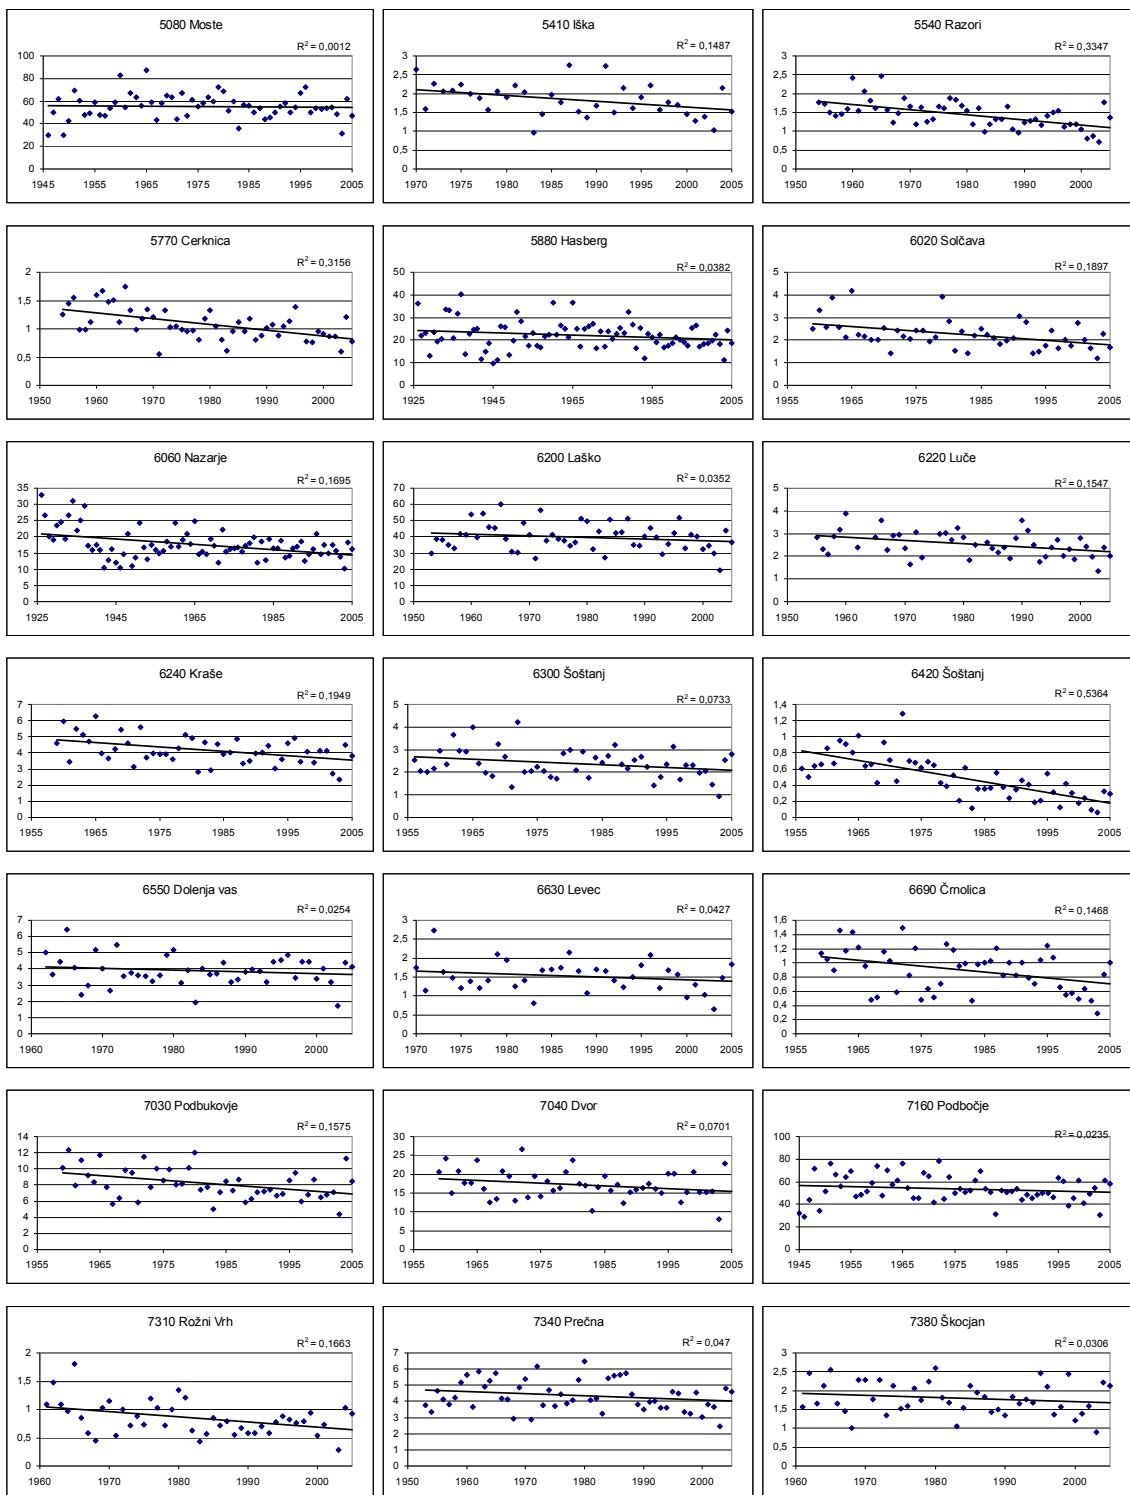 5080 Moste
R² = 0,0012
100
80
60
40
20
0
1945 1955 1965 1975 1985 1995 2005
5410 Iška
R² = 0,1487
3
2,5
2
1,5
1
0,5
0
1970 1975 1980 1985 1990 1995 2000 2005
5540 Razori
R² = 0,3347
3
2,5
2
1,5
1
0,5
0
1950 1960 1970 1980 1990 2000
5770 Cerknica
R² = 0,3156
2
1,5
1
0,5
0
1950 1960 1970 1980 1990 2000
5880 Hasberg
R² = 0,0382
50
40
30
20
10
0
1925 1945 1965 1985 2005
6020 Solčava
R² = 0,1897
5
4
3
2
1
0
1955 1965 1975 1985 1995 2005
6060 Nazarje
R² = 0,1695
35
30
25
20
15
10
5
0
1925 1945 1965 1985 2005
6200 Laško
R² = 0,0352
70
60
50
40
30
20
10
0
1950 1960 1970 1980 1990 2000
6220 Luče
R² = 0,1547
5
4
3
2
1
0
1950 1960 1970 1980 1990 2000
6240 Kraše
R² = 0,1949
7
6
5
4
3
2
1
0
1955 1965 1975 1985 1995 2005
6300 Šoštanj
R² = 0,0733
5
4
3
2
1
0
1955 1965 1975 1985 1995 2005
6420 Šoštanj
R² = 0,5364
1,4
1,2
1
0,8
0,6
0,4
0,2
0
1955 1965 1975 1985 1995 2005
6550 Dolenja vas
R² = 0,0254
7
6
5
4
3
2
1
0
1960 1970 1980 1990 2000
6630 Levec
R² = 0,0427
3
2,5
2
1,5
1
0,5
0
1970 1975 1980 1985 1990 1995 2000 2005
6690 Črnolica
R² = 0,1468
1,6
1,4
1,2
1
0,8
0,6
0,4
0,2
0
1955 1965 1975 1985 1995 2005
7030 Podbukovje
R² = 0,1575
14
12
10
8
6
4
2
0
1955 1965 1975 1985 1995 2005
7040 Dvor
R² = 0,0701
30
25
20
15
10
5
0
1955 1965 1975 1985 1995 2005
7160 Podbočje
R² = 0,0235
100
80
60
40
20
0
1945 1955 1965 1975 1985 1995 2005
7310 Rožni Vrh
R² = 0,1663
2
1,5
1
0,5
0
1960 1970 1980 1990 2000
7340 Prečna
R² = 0,047
7
6
5
4
3
2
1
0
1950 1960 1970 1980 1990 2000
7380 Škocjan
R² = 0,0306
3
2,5
2
1,5
1
0,5
0
1960 1970 1980 1990 2000